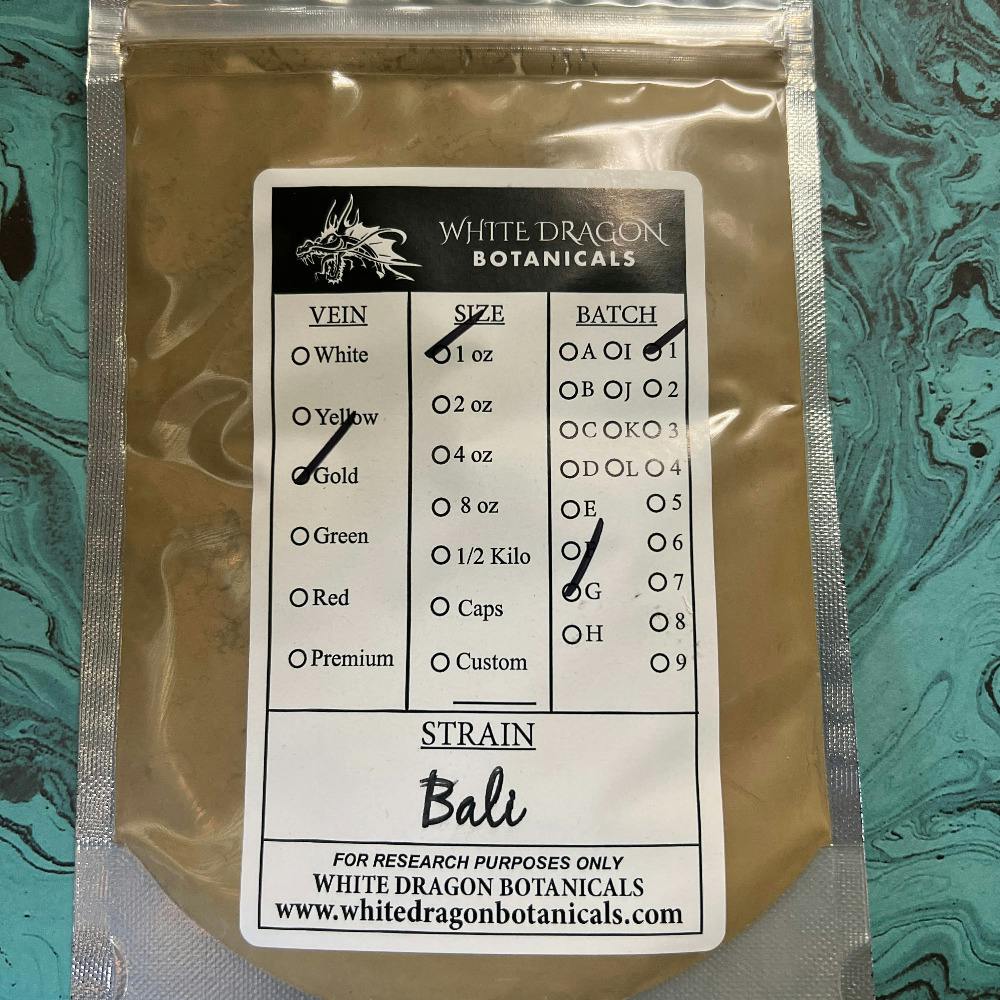 WHITE DRAGON
BOTANICALS
VEIN
White
Yellow
Gold
Green
Red
Premium
SIZE
1 oz
2 oz
4 oz
8 oz
1/2 Kilo
Caps
Custom
BATCH
A I 1
B J 2
C K 3
D L 4
E 5
F 6
G 7
H 8
9
STRAIN
Bali
FOR RESEARCH PURPOSES ONLY
WHITE DRAGON BOTANICALS
www.whitedragonbotanicals.com